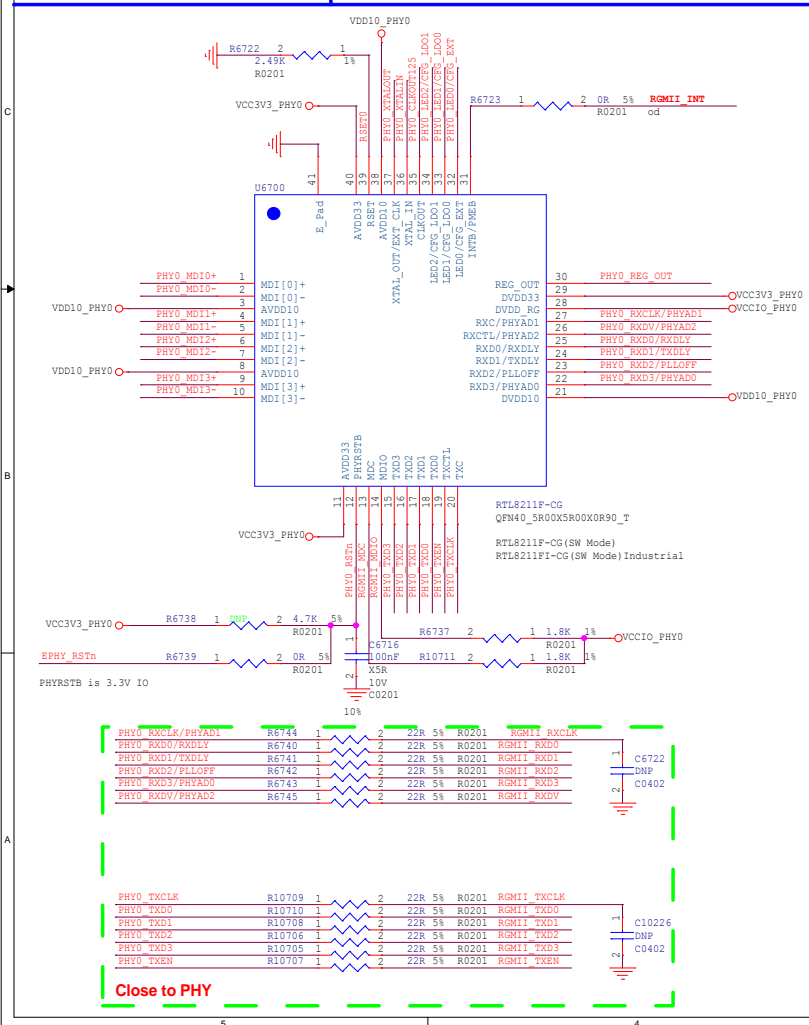 VDD10_PHY0
R6722 2 1
2.49K 1%
R0201
VCC3V3_PHY0
RSET0
PHY0_XTALOUT
PHY0_XTALIN
PHY0_CLKOUT125
PHY0_LED2/CFG_LDO1
PHY0_LED1/CFG_LDO0
PHY0_LED0/CFG_EXT
R6723 1 2 0R 5% RGMII_INT
R0201 od
C
41
40
39
38
37
36
35
34
33
32
31
U6700
E_Pad
AVDD33
RSET
AVDD10
XTAL_OUT/EXT_CLK
XTAL_IN
CLKOUT
LED2/CFG_LDO1
LED1/CFG_LDO0
LED0/CFG_EXT
INTB/PMEB
PHY0_MDI0+ 1 MDI[0]+
PHY0_MDI0- 2 MDI[0]-
VDD10_PHY0 3 AVDD10
PHY0_MDI1+ 4 MDI[1]+
PHY0_MDI1- 5 MDI[1]-
PHY0_MDI2+ 6 MDI[2]+
PHY0_MDI2- 7 MDI[2]-
VDD10_PHY0 8 AVDD10
PHY0_MDI3+ 9 MDI[3]+
PHY0_MDI3- 10 MDI[3]-
REG_OUT 30 PHY0_REG_OUT
DVDD33 29 VCC3V3_PHY0
DVDD_RG 28 VCCIO_PHY0
RXC/PHYAD1 27 PHY0_RXCLK/PHYAD1
RXCTL/PHYAD2 26 PHY0_RXDV/PHYAD2
RXD0/RXDLY 25 PHY0_RXD0/RXDLY
RXD1/TXDLY 24 PHY0_RXD1/TXDLY
RXD2/PLLOFF 23 PHY0_RXD2/PLLOFF
RXD3/PHYAD0 22 PHY0_RXD3/PHYAD0
DVDD10 21 VDD10_PHY0
B
AVDD33
PHYRSTB
MDC
MDIO
TXD3
TXD2
TXD1
TXD0
TXCTL
TXC
11
12
13
14
15
16
17
18
19
20
RTL8211F-CG
QFN40_5R00X5R00X0R90_T
RTL8211F-CG(SW Mode)
RTL8211FI-CG(SW Mode)Industrial
VCC3V3_PHY0
PHY0_RSTn
RGMII_MDC
RGMII_MDIO
PHY0_TXD3
PHY0_TXD2
PHY0_TXD1
PHY0_TXD0
PHY0_TXEN
PHY0_TXCLK
VCC3V3_PHY0 R6738 1 DNP 2 4.7K 5%
R0201
R6737 2 1 1.8K 1%
R0201
VCCIO_PHY0
EPHY_RSTn R6739 1 2 0R 5%
R0201
1
2
C6716
100nF
X5R
10V
C0201
10%
R10711 2 1 1.8K 1%
R0201
PHYRSTB is 3.3V IO
PHY0_RXCLK/PHYAD1 R6744 1 2 22R 5% R0201 RGMII_RXCLK
PHY0_RXD0/RXDLY R6740 1 2 22R 5% R0201 RGMII_RXD0
PHY0_RXD1/TXDLY R6741 1 2 22R 5% R0201 RGMII_RXD1
PHY0_RXD2/PLLOFF R6742 1 2 22R 5% R0201 RGMII_RXD2
PHY0_RXD3/PHYAD0 R6743 1 2 22R 5% R0201 RGMII_RXD3
PHY0_RXDV/PHYAD2 R6745 1 2 22R 5% R0201 RGMII_RXDV
1
2
C6722
DNP
C0402
A
PHY0_TXCLK R10709 1 2 22R 5% R0201 RGMII_TXCLK
PHY0_TXD0 R10710 1 2 22R 5% R0201 RGMII_TXD0
PHY0_TXD1 R10708 1 2 22R 5% R0201 RGMII_TXD1
PHY0_TXD2 R10706 1 2 22R 5% R0201 RGMII_TXD2
PHY0_TXD3 R10705 1 2 22R 5% R0201 RGMII_TXD3
PHY0_TXEN R10707 1 2 22R 5% R0201 RGMII_TXEN
1
2
C10226
DNP
C0402
Close to PHY
5
4